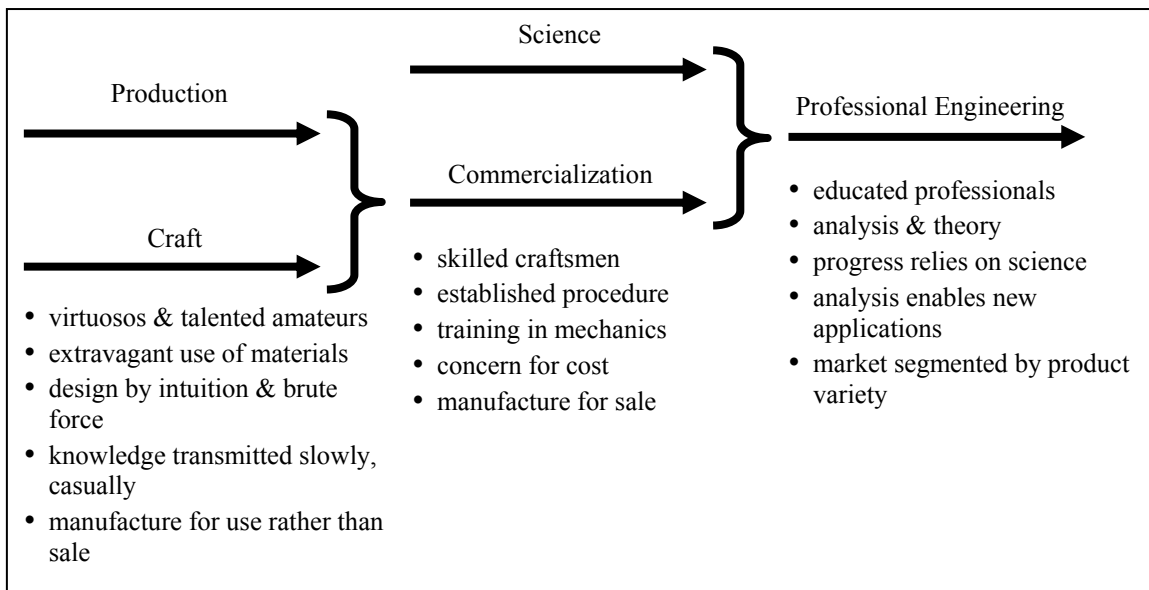 Production
Craft
• virtuosos & talented amateurs
• extravagant use of materials
• design by intuition & brute
force
• knowledge transmitted slowly,
casually
• manufacture for use rather than
sale
Science
Commercialization
• skilled craftsmen
• established procedure
• training in mechanics
• concern for cost
• manufacture for sale
Professional Engineering
• educated professionals
• analysis & theory
• progress relies on science
• analysis enables new
applications
• market segmented by product
variety